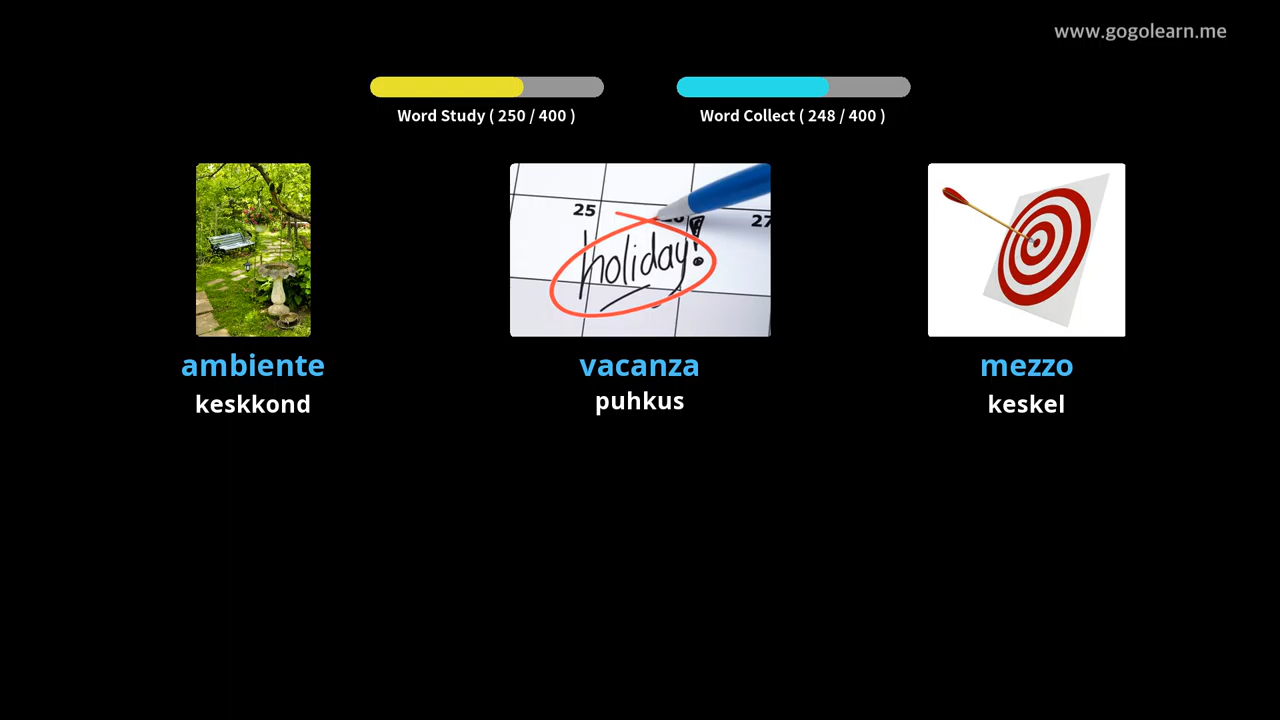 www.gogolearn.me
Word Study ( 250 / 400 )
Word Collect ( 248 / 400 )
25
27
holiday!
ambiente
vacanza
mezzo
keskkond
puhkus
keskel